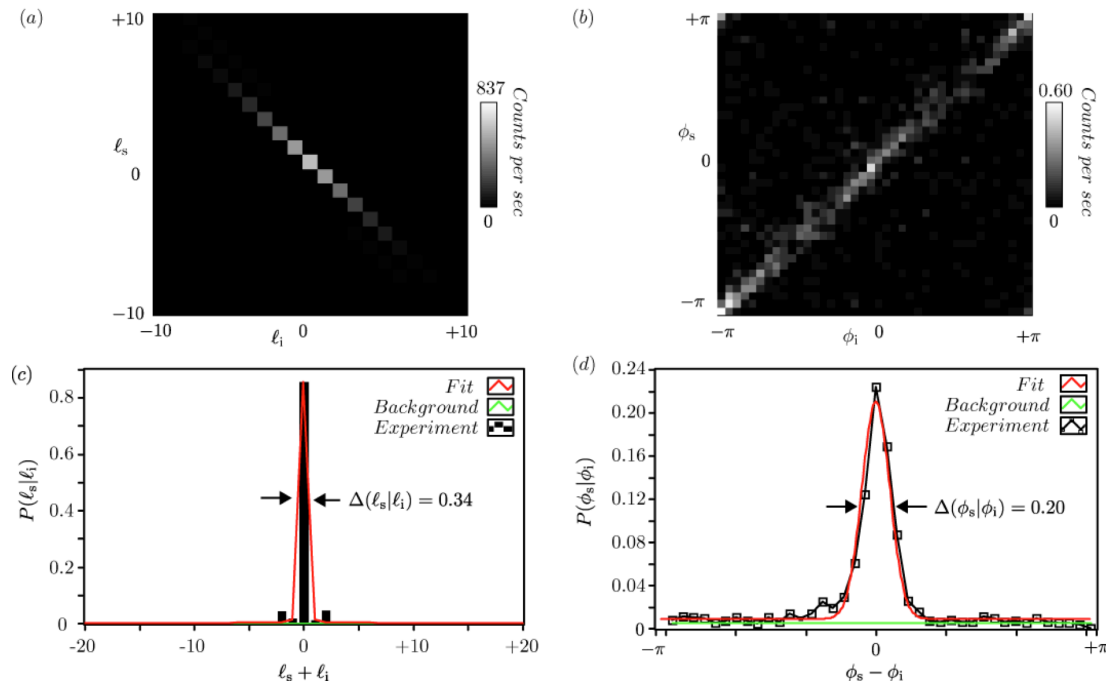 (a)
+10
ℓs
0
−10
−10
0
+10
ℓi
837
0
Counts per sec
(b)
+π
ϕs
0
−π
−π
0
+π
ϕi
0.60
0
Counts per sec
(c)
0.8
0.6
0.4
0.2
0
P(ℓs|ℓi)
Fit
Background
Experiment
Δ(ℓs|ℓi) = 0.34
-20
-10
0
+10
+20
ℓs + ℓi
(d)
0.24
0.20
0.16
0.12
0.08
0.04
0
P(ϕs|ϕi)
Fit
Background
Experiment
Δ(ϕs|ϕi) = 0.20
−π
0
+π
ϕs − ϕi